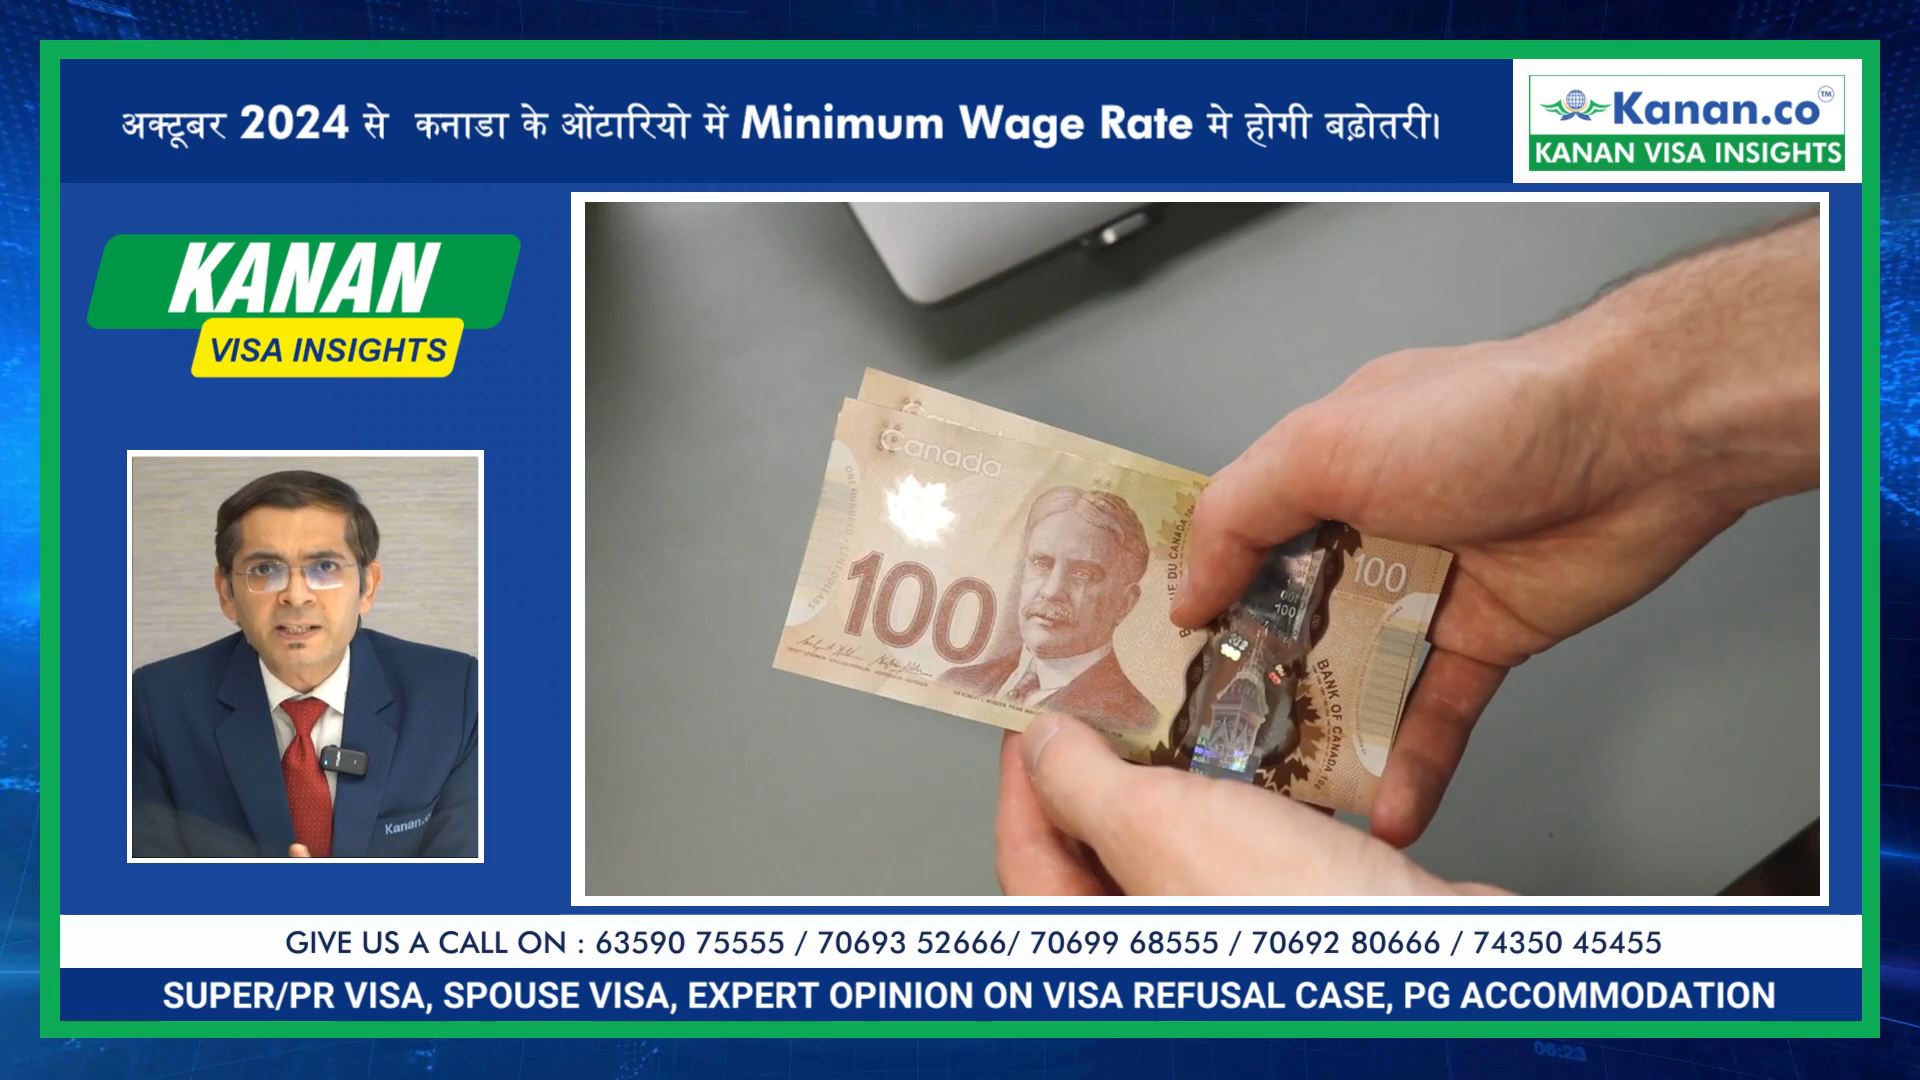 अक्टूबर 2024 से कनाडा के ओंटारियो में Minimum Wage Rate मे होगी बढ़ोतरी।
Kanan.co TM
KANAN VISA INSIGHTS
KANAN
VISA INSIGHTS
Canada
Canada
100
100
BANK OF CANADA
Kanan.
GIVE US A CALL ON : 63590 75555 / 70693 52666/ 70699 68555 / 70692 80666 / 74350 45455
SUPER/PR VISA, SPOUSE VISA, EXPERT OPINION ON VISA REFUSAL CASE, PG ACCOMMODATION